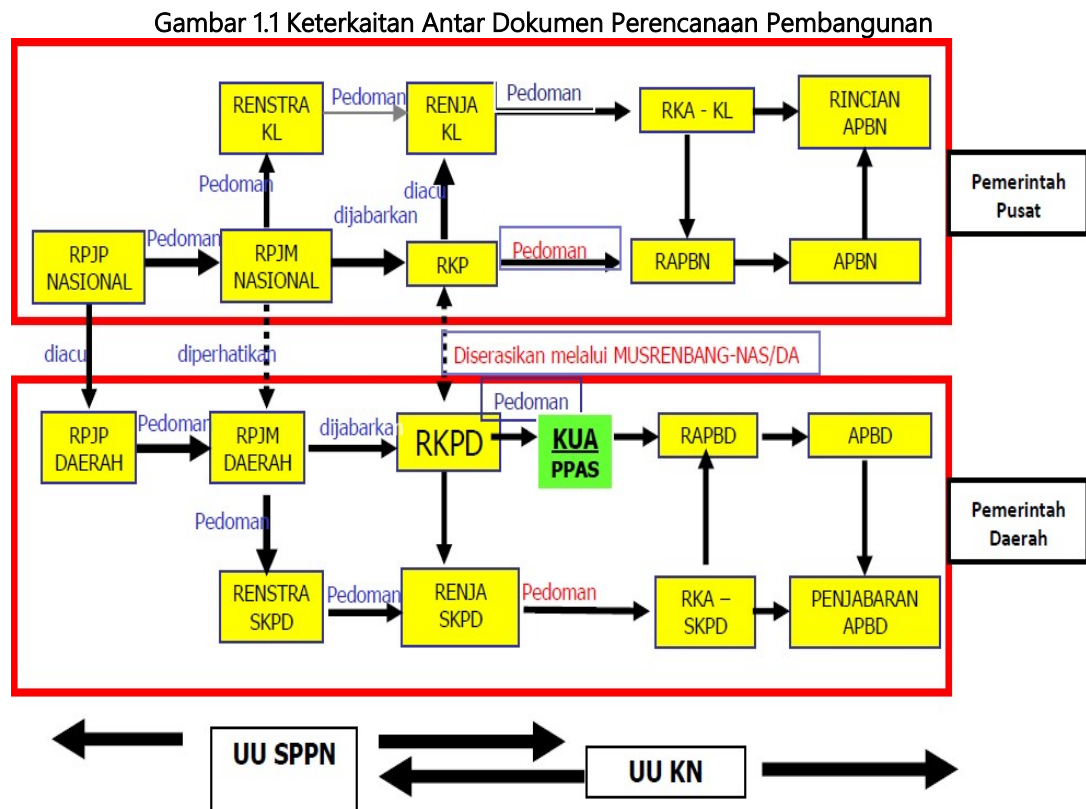 Gambar 1.1 Keterkaitan Antar Dokumen Perencanaan Pembangunan
RENSTRA
KL
Pedoman
RENJA
KL
Pedoman
RKA - KL
RINCIAN
APBN
Pemerintah
Pusat
Pedoman
diacu
dijabarkan
RPJP
NASIONAL
Pedoman
RPJM
NASIONAL
RKP
Pedoman
RAPBN
APBN
diacu
diperhatikan
Diserasikan melalui MUSRENBANG-NAS/DA
Pedoman
RPJP
DAERAH
Pedoman
RPJM
DAERAH
dijabarkan
RKPD
KUA
PPAS
RAPBD
APBD
Pemerintah
Daerah
Pedoman
RENSTRA
SKPD
Pedoman
RENJA
SKPD
Pedoman
RKA –
SKPD
PENJABARAN
APBD
UU SPPN
UU KN